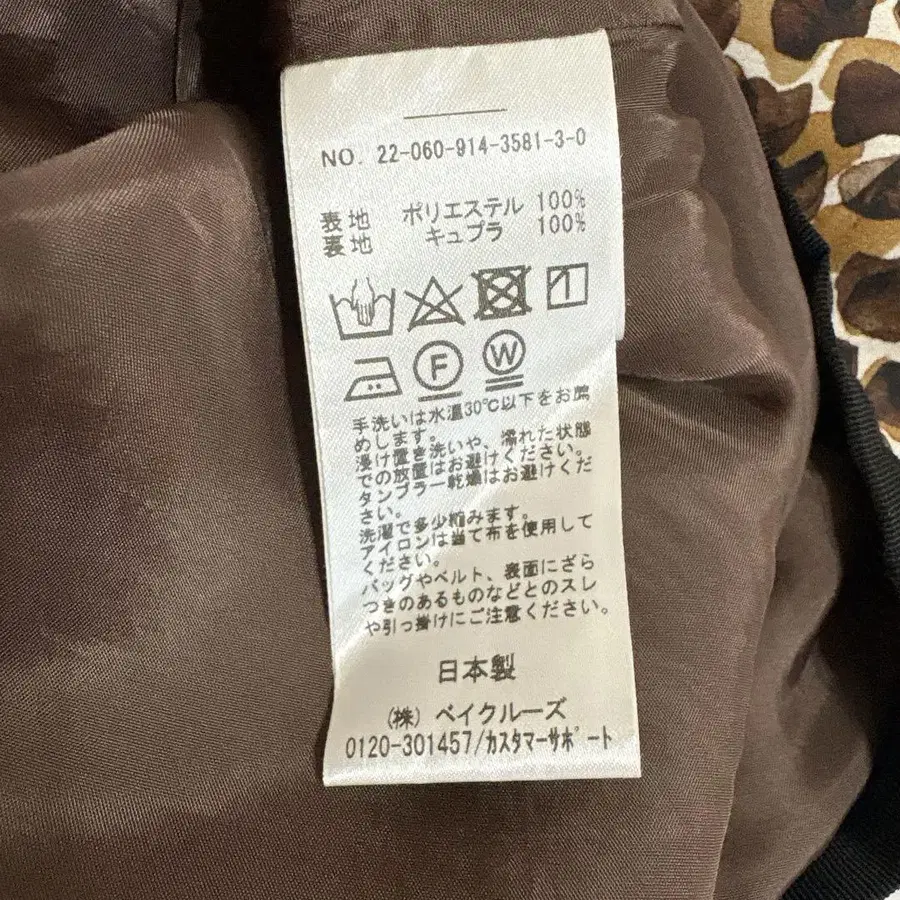 NO. 22-060-914-3581-3-0
表地 ポリエステル 100%
裏地 キュプラ 100%
F W
手洗いは水温30℃以下をお薦
めします。
浸け置き洗いや、濡れた状態
での放置はお避けください。
タンブラー乾燥はお避けくだ
さい。
洗濯で多少縮みます。
アイロンは当て布を使用して
ください。
バッグやベルト、表面にざら
つきのあるものなどとのスレ
や引っ掛けにご注意ください。
日本製
(株) ベイクルーズ
0120-301457/カスタマーサポート